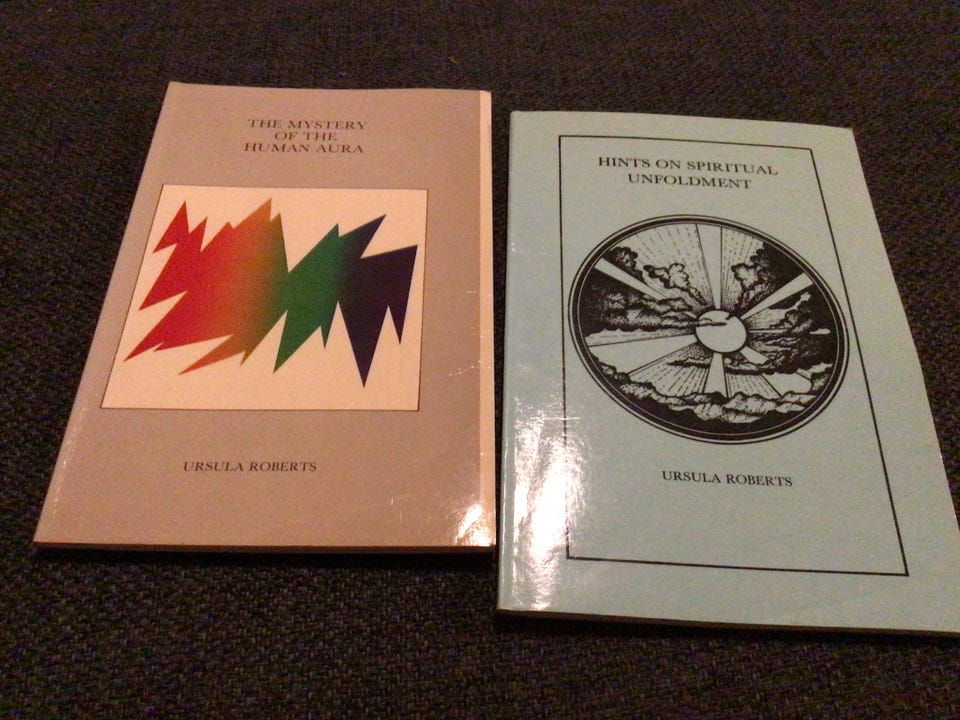 THE MYSTERY
OF THE
HUMAN AURA
URSULA ROBERTS
HINTS ON SPIRITUAL
UNFOLDMENT
URSULA ROBERTS